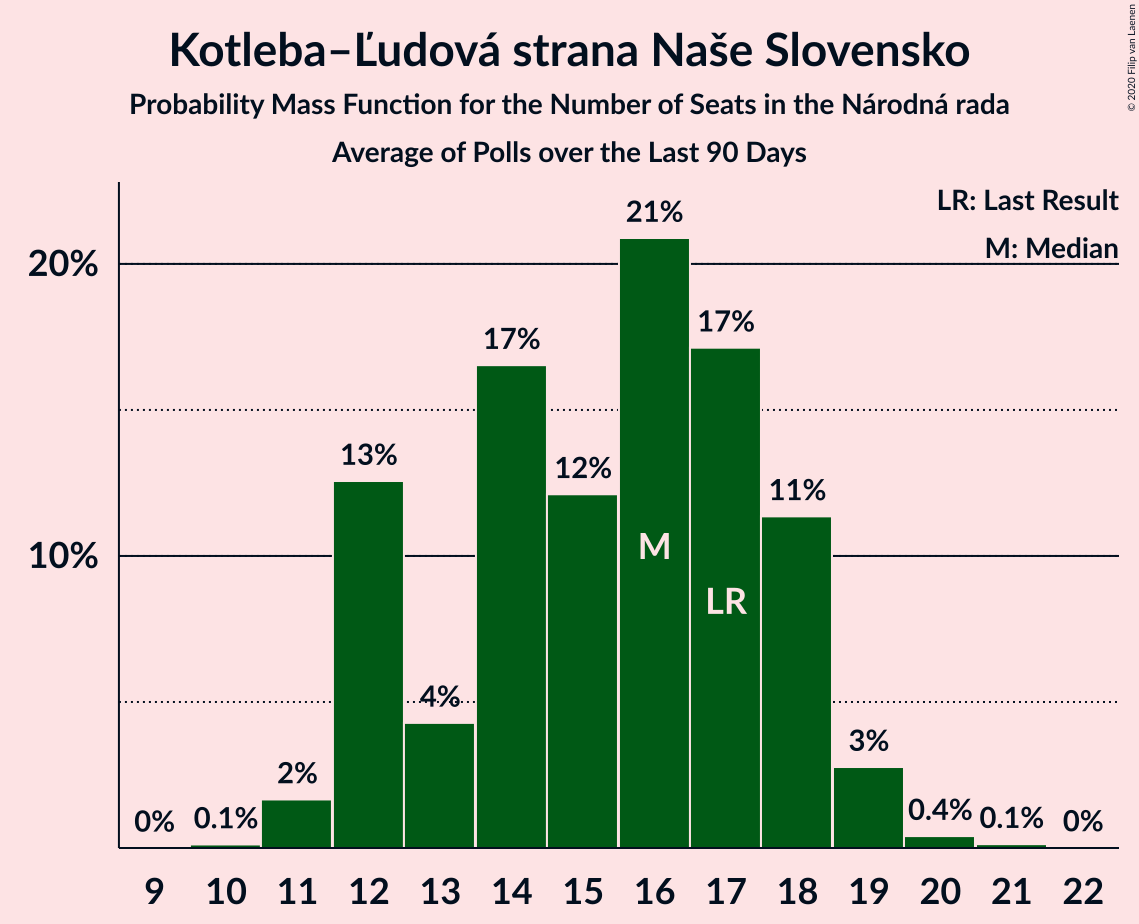 Kotleba–Ľudová strana Naše Slovensko
Probability Mass Function for the Number of Seats in the Národná rada
Average of Polls over the Last 90 Days
© 2020 Filip van Laenen
LR: Last Result
M: Median
20%
10%
0%
0.1%
2%
13%
4%
17%
12%
21%
17%
11%
3%
0.4%
0.1%
0%
M
LR
9 10 11 12 13 14 15 16 17 18 19 20 21 22